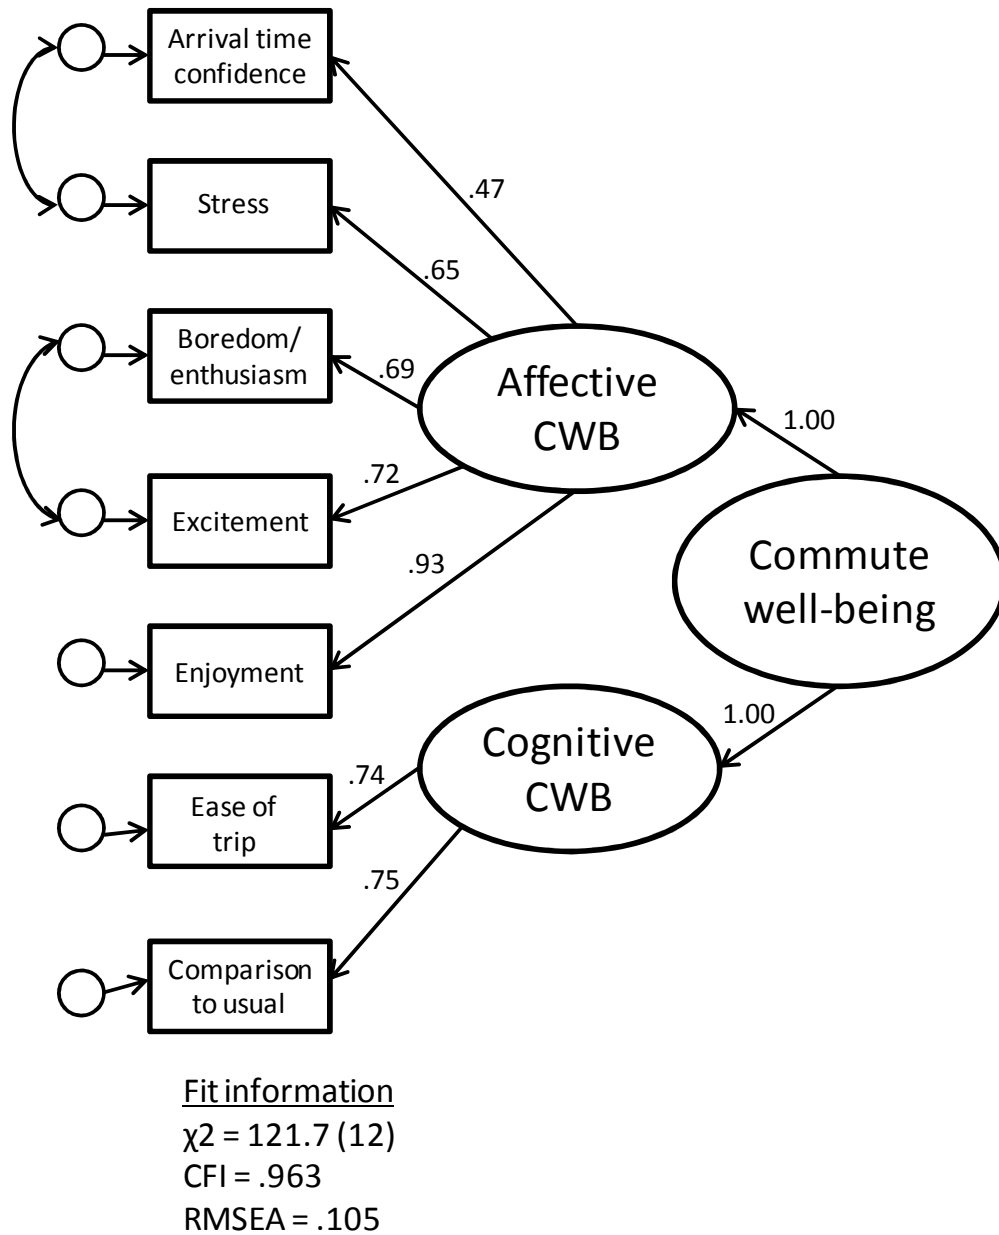 Arrival time
confidence
.47
Stress
.65
Boredom/
enthusiasm
.69
Affective
CWB
1.00
.72
Excitement
Commute
well-being
.93
Enjoyment
1.00
Cognitive
CWB
.74
Ease of
trip
.75
Comparison
to usual
Fit information
χ2 = 121.7 (12)
CFI = .963
RMSEA = .105